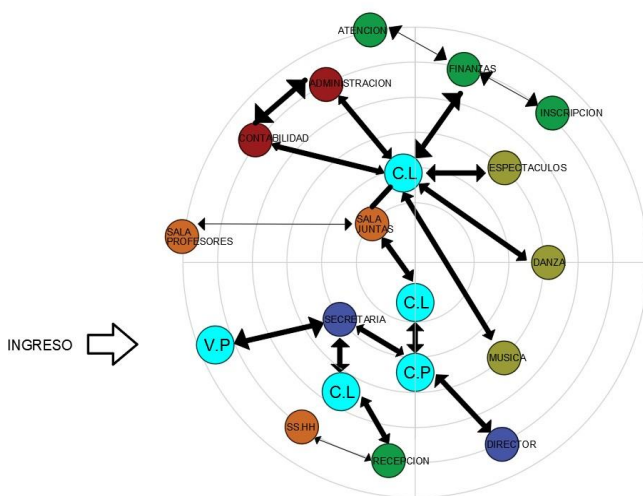 ATENCION
FINANZAS
ADMINISTRACION
INSCRIPCION
CONTABILIDAD
ESPECTACULOS
C.L
SALA
JUNTAS
SALA
PROFESORES
DANZA
C.L
SECRETARIA
INGRESO
V.P
MUSICA
C.P
C.L
SS.HH
DIRECTOR
RECEPCION